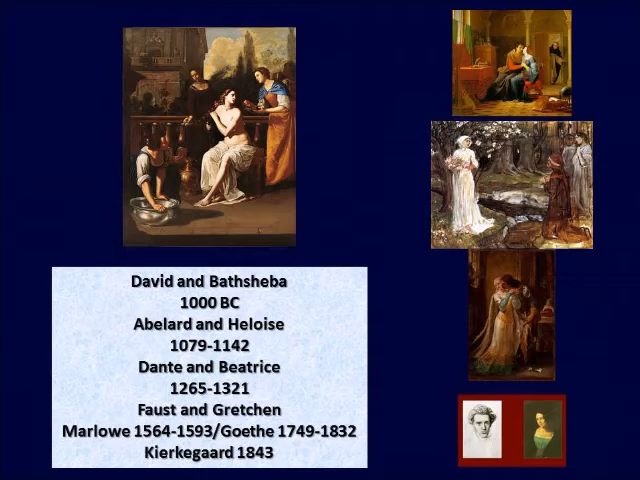 David and Bathsheba
1000 BC
Abelard and Heloise
1079-1142
Dante and Beatrice
1265-1321
Faust and Gretchen
Marlowe 1564-1593/Goethe 1749-1832
Kierkegaard 1843